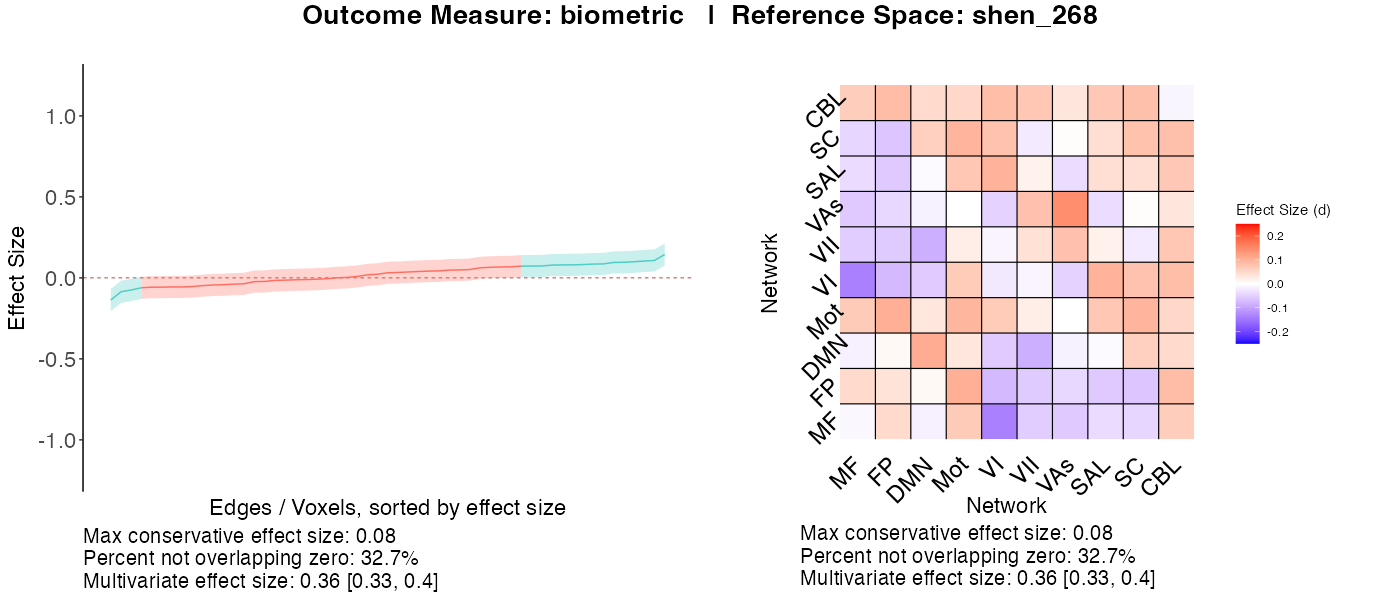 Outcome Measure: biometric | Reference Space: shen_268
Effect Size
1.0
0.5
0.0
-0.5
-1.0
Edges / Voxels, sorted by effect size
Max conservative effect size: 0.08
Percent not overlapping zero: 32.7%
Multivariate effect size: 0.36 [0.33, 0.4]
Network
CBL
SC
SAL
VAs
VII
VI
Mot
DMN
FP
MF
MF
FP
DMN
Mot
VI
VII
VAs
SAL
SC
CBL
Network
Max conservative effect size: 0.08
Percent not overlapping zero: 32.7%
Multivariate effect size: 0.36 [0.33, 0.4]
Effect Size (d)
0.2
0.1
0.0
-0.1
-0.2